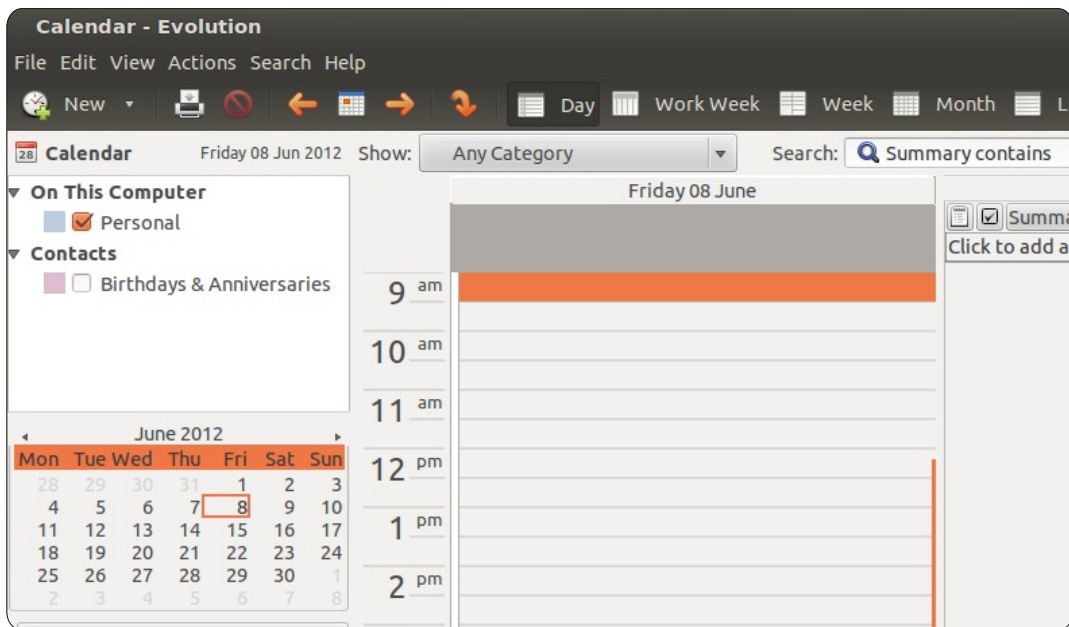 Calendar - Evolution
File Edit View Actions Search Help
New Day Work Week Week Month L
28 Calendar Friday 08 Jun 2012 Show: Any Category Search: Summary contains
On This Computer
Personal
Contacts
Birthdays & Anniversaries
June 2012
Mon Tue Wed Thu Fri Sat Sun
28 29 30 31 1 2 3
4 5 6 7 8 9 10
11 12 13 14 15 16 17
18 19 20 21 22 23 24
25 26 27 28 29 30 1
2 3 4 5 6 7 8
Friday 08 June
9 am
10 am
11 am
12 pm
1 pm
2 pm
Summa
Click to add a